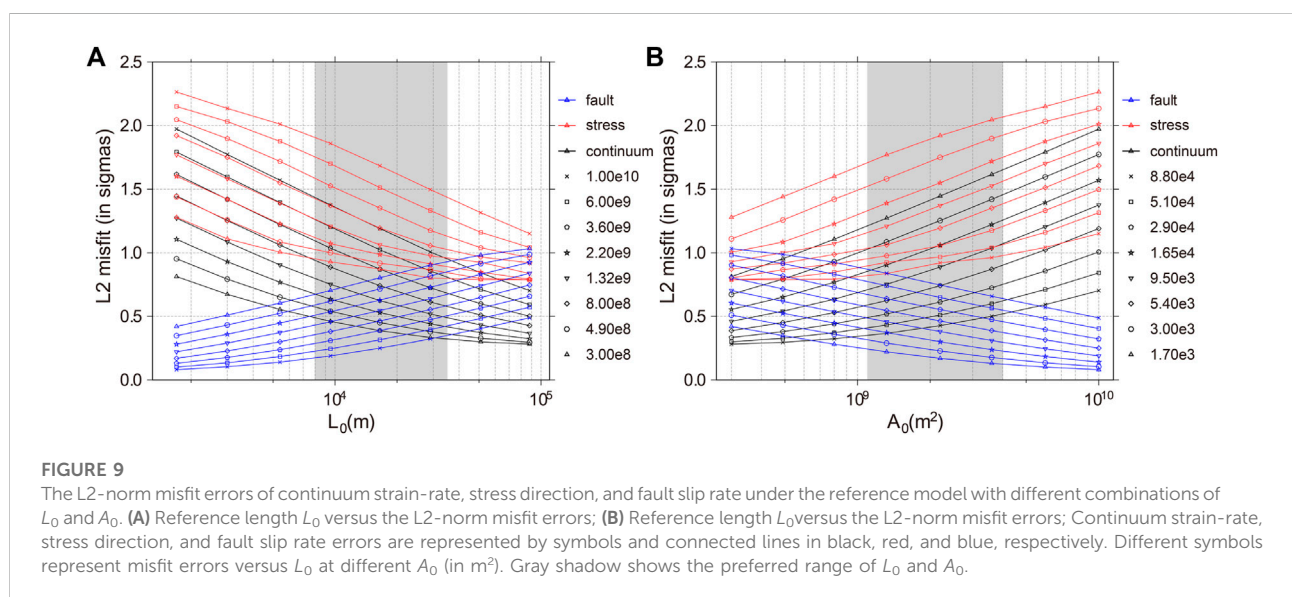 A
B
2.5
2.0
1.5
1.0
0.5
0.0
L2 misfit (in sigmas)
10⁴
10⁵
L₀(m)
fault
stress
continuum
1.00e10
6.00e9
3.60e9
2.20e9
1.32e9
8.00e8
4.90e8
3.00e8
2.5
2.0
1.5
1.0
0.5
0.0
L2 misfit (in sigmas)
10⁹
10¹⁰
A₀(m²)
fault
stress
continuum
8.80e4
5.10e4
2.90e4
1.65e4
9.50e3
5.40e3
3.00e3
1.70e3
FIGURE 9
The L2-norm misfit errors of continuum strain-rate, stress direction, and fault slip rate under the reference model with different combinations of
L₀ and A₀. (A) Reference length L₀ versus the L2-norm misfit errors; (B) Reference length L₀versus the L2-norm misfit errors; Continuum strain-rate,
stress direction, and fault slip rate errors are represented by symbols and connected lines in black, red, and blue, respectively. Different symbols
represent misfit errors versus L₀ at different A₀ (in m²). Gray shadow shows the preferred range of L₀ and A₀.